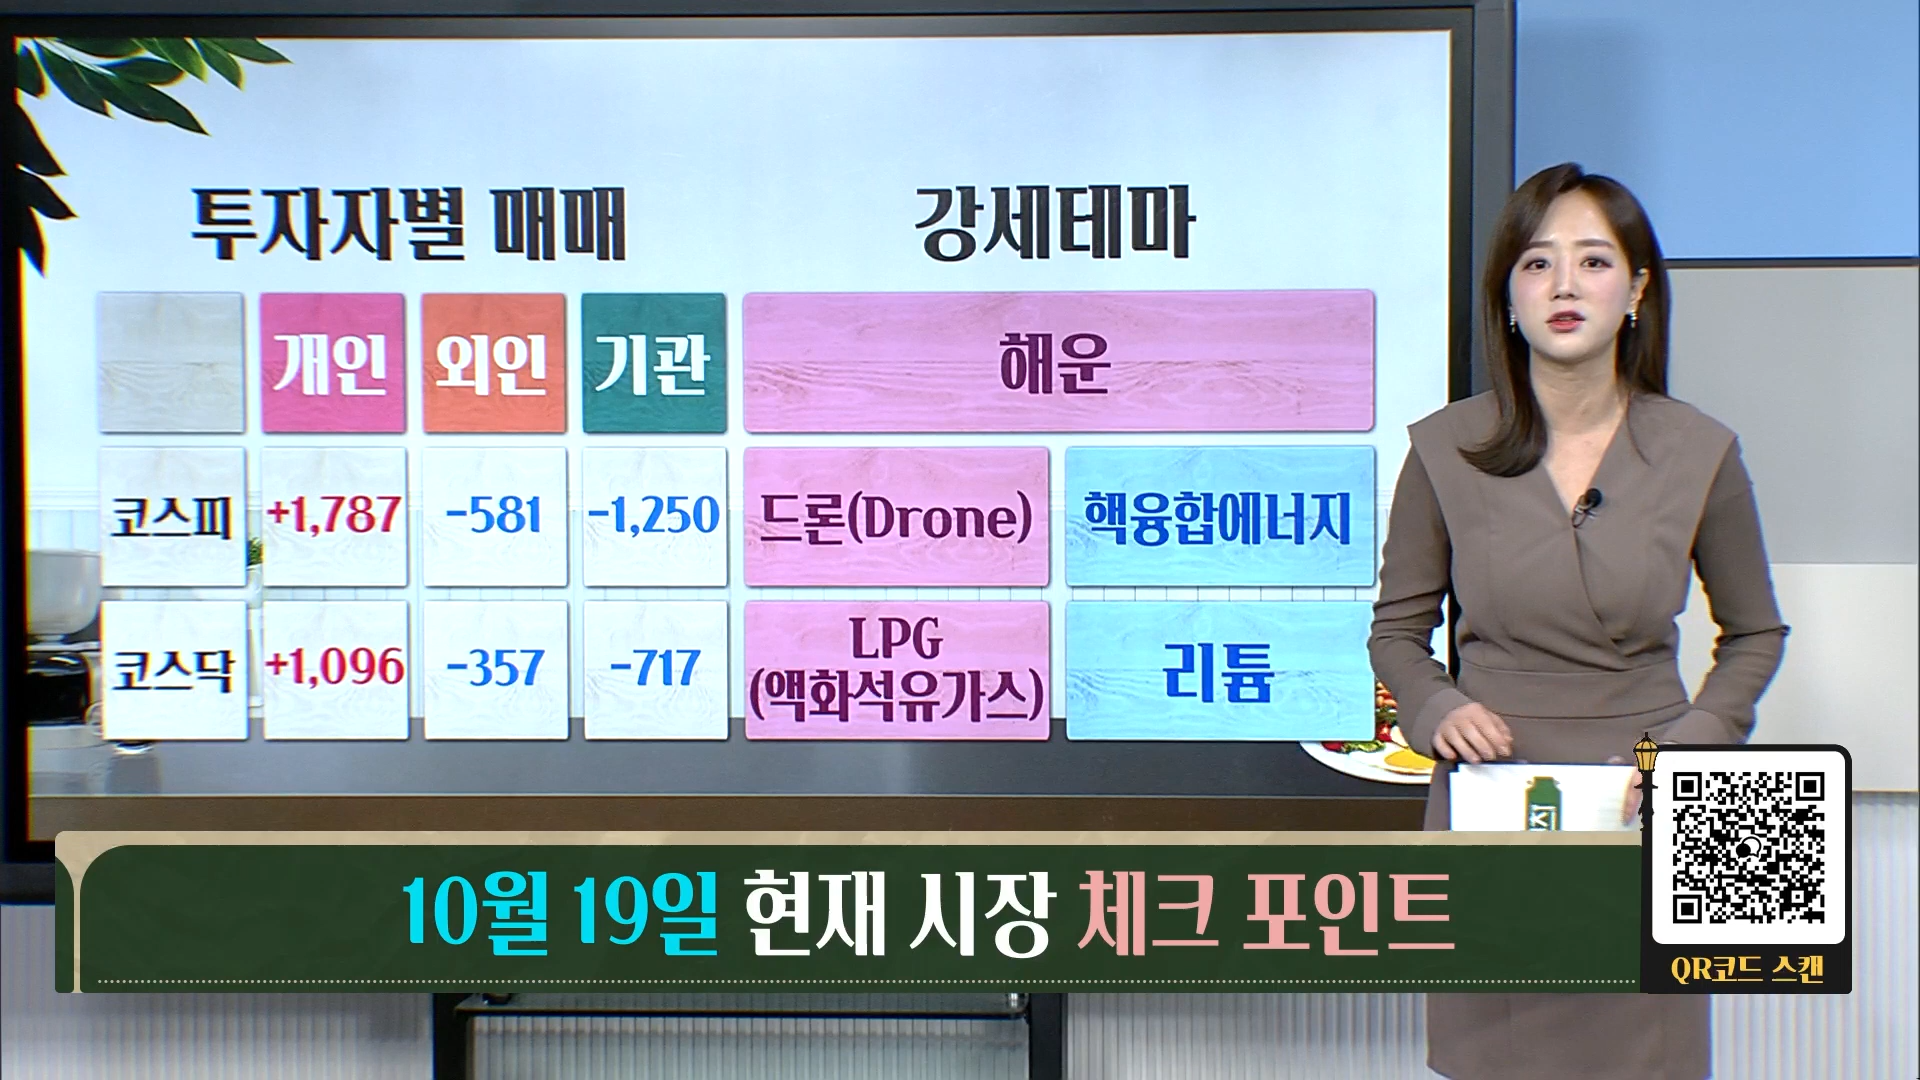 투자자별 매매
개인 외인 기관
코스피 +1,787 -581 -1,250
코스닥 +1,096 -357 -717
강세테마
해운
드론(Drone) 핵융합에너지
LPG
(액화석유가스)
리튬
10월 19일 현재 시장 체크 포인트
QR코드 스캔